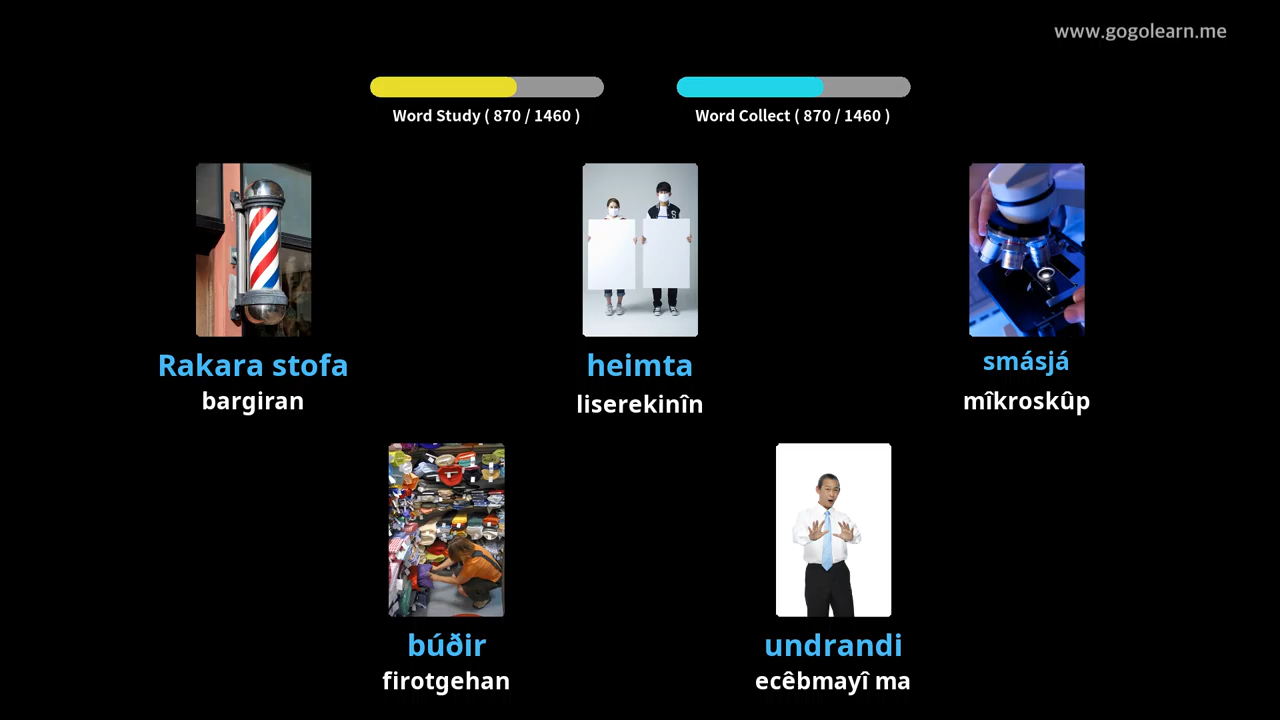 www.gogolearn.me
Word Study ( 870 / 1460 )
Word Collect ( 870 / 1460 )
Rakara stofa
bargiran
heimta
liserekinîn
smásjá
mîkroskûp
búðir
firotgehan
undrandi
ecêbmayî ma